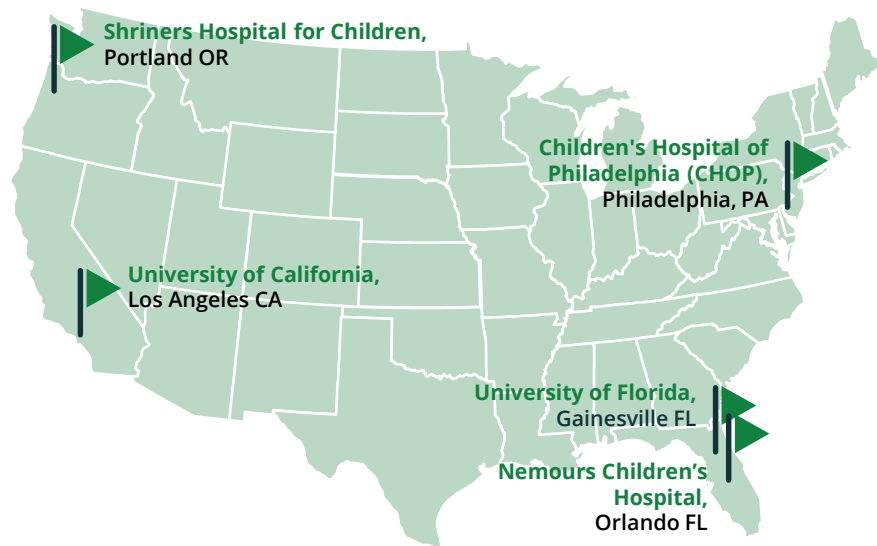 Shriners Hospital for Children,
Portland OR
Children's Hospital of
Philadelphia (CHOP),
Philadelphia, PA
University of California,
Los Angeles CA
University of Florida,
Gainesville FL
Nemours Children’s
Hospital,
Orlando FL